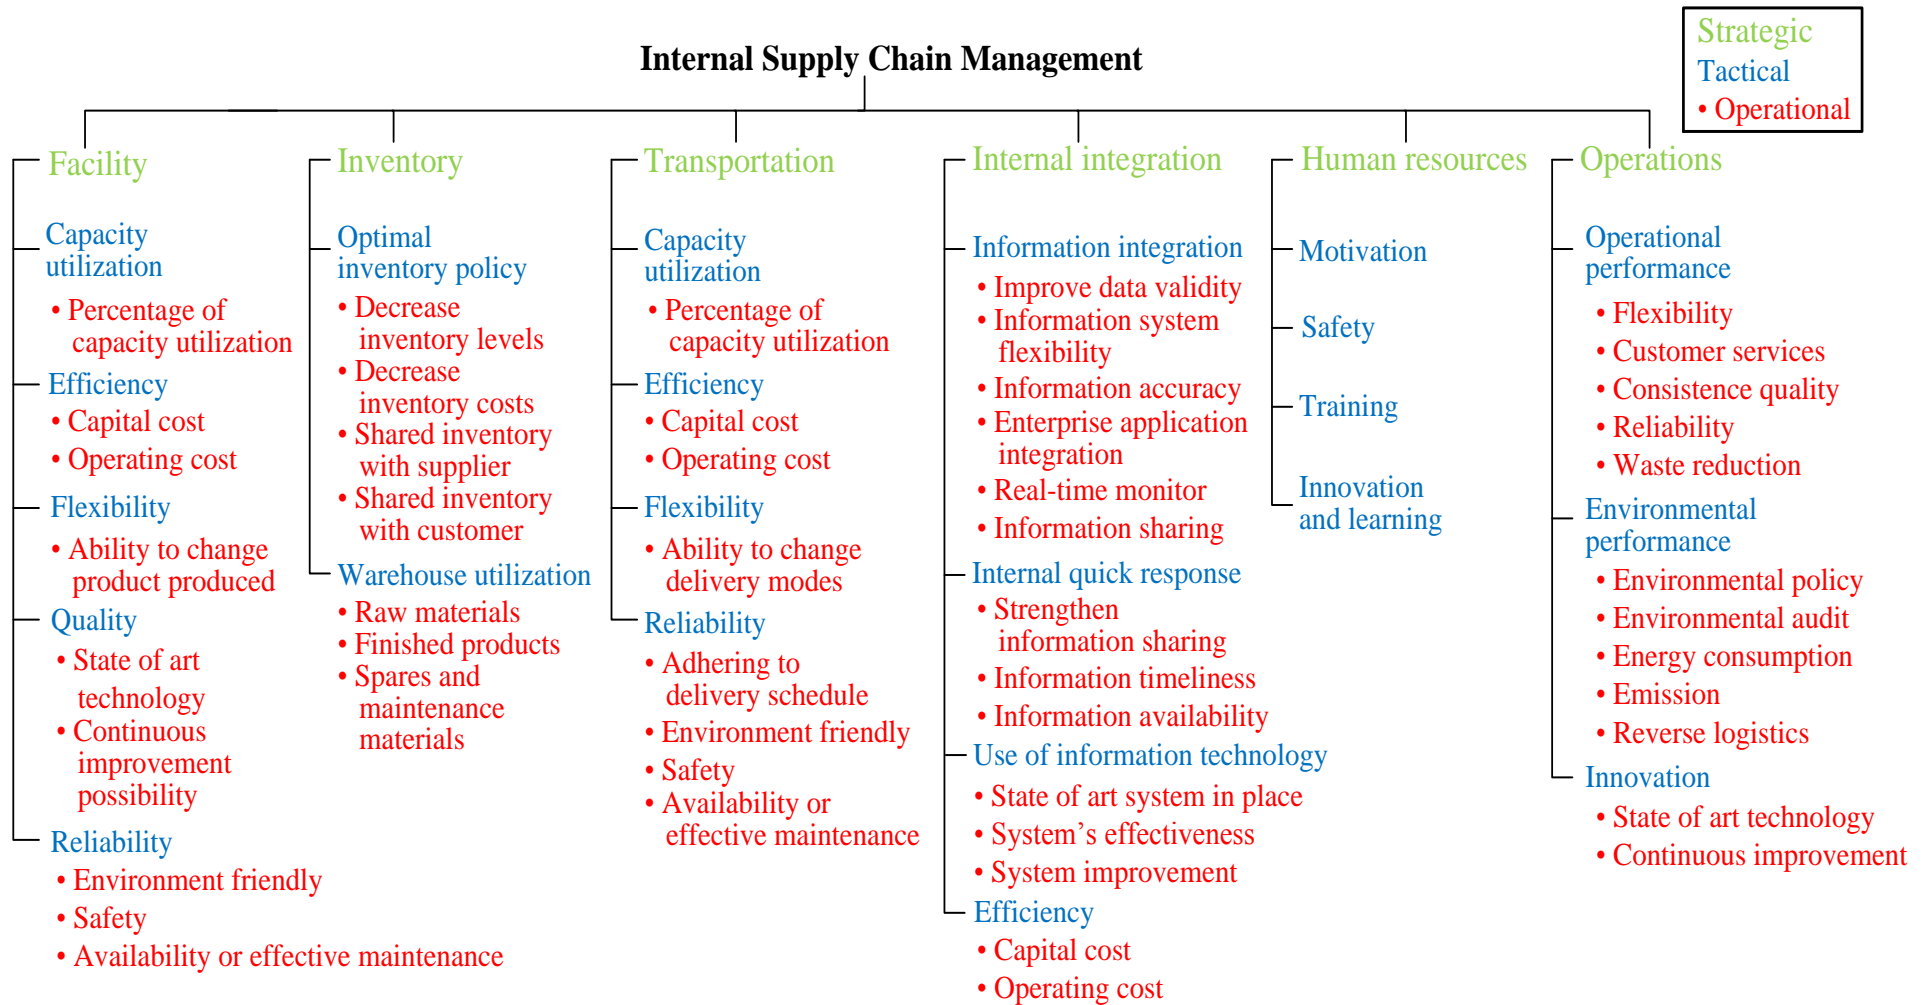 Internal Supply Chain Management
Strategic
Tactical
• Operational
Facility
Capacity
utilization
• Percentage of
capacity utilization
Efficiency
• Capital cost
• Operating cost
Flexibility
• Ability to change
product produced
Quality
• State of art
technology
• Continuous
improvement
possibility
Reliability
• Environment friendly
• Safety
• Availability or effective maintenance
Inventory
Optimal
inventory policy
• Decrease
inventory levels
• Decrease
inventory costs
• Shared inventory
with supplier
• Shared inventory
with customer
Warehouse utilization
• Raw materials
• Finished products
• Spares and
maintenance
materials
Transportation
Capacity
utilization
• Percentage of
capacity utilization
Efficiency
• Capital cost
• Operating cost
Flexibility
• Ability to change
delivery modes
Reliability
• Adhering to
delivery schedule
• Environment friendly
• Safety
• Availability or
effective maintenance
Internal integration
Information integration
• Improve data validity
• Information system
flexibility
• Information accuracy
• Enterprise application
integration
• Real-time monitor
• Information sharing
Internal quick response
• Strengthen
information sharing
• Information timeliness
• Information availability
Use of information technology
• State of art system in place
• System’s effectiveness
• System improvement
Efficiency
• Capital cost
• Operating cost
Human resources
Motivation
Safety
Training
Innovation
and learning
Operations
Operational
performance
• Flexibility
• Customer services
• Consistence quality
• Reliability
• Waste reduction
Environmental
performance
• Environmental policy
• Environmental audit
• Energy consumption
• Emission
• Reverse logistics
Innovation
• State of art technology
• Continuous improvement